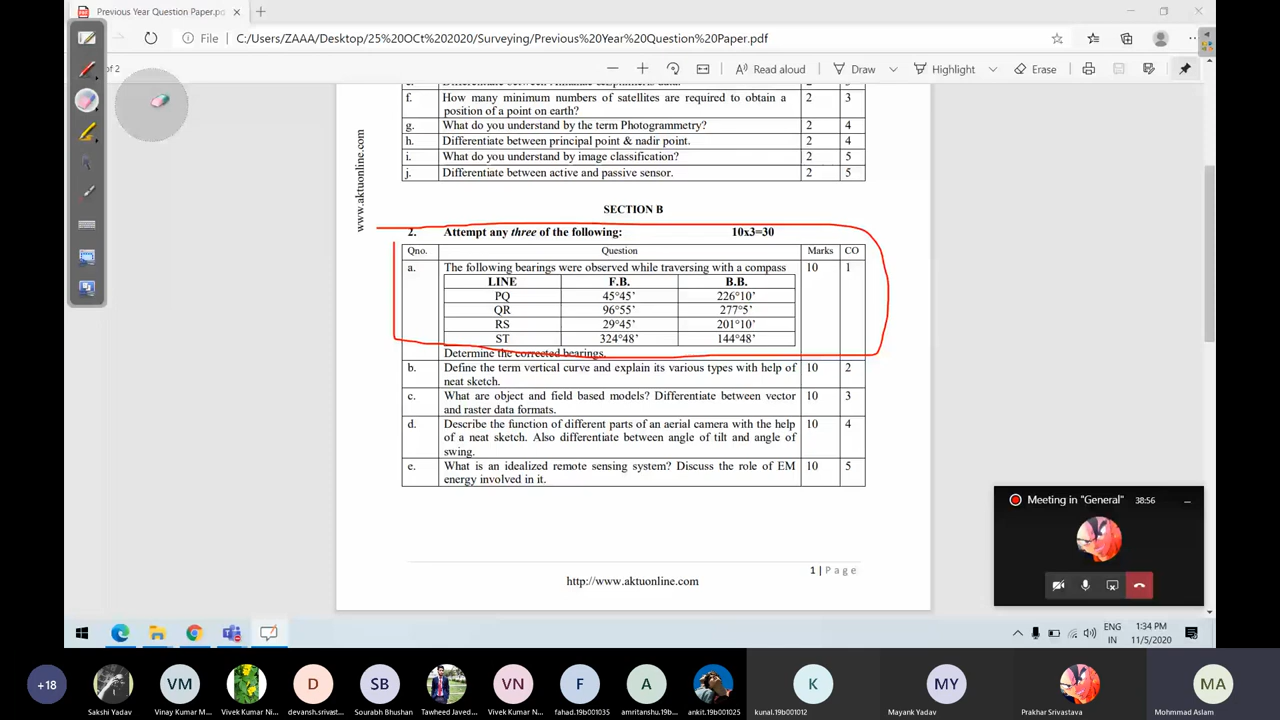 Previous Year Question Paper.pd
File C:/Users/ZAAA/Desktop/25%20OCt%202020/Surveying/Previous%20Year%20Question%20Paper.pdf
of 2 Read aloud Draw Highlight Erase
f. How many minimum numbers of satellites are required to obtain a 2 3
position of a point on earth?
g. What do you understand by the term Photogrammetry? 2 4
h. Differentiate between principal point & nadir point. 2 4
i. What do you understand by image classification? 2 5
j. Differentiate between active and passive sensor. 2 5
www.aktuonline.com
SECTION B
2. Attempt any three of the following: 10x3=30
Qno. Question Marks CO
a. The following bearings were observed while traversing with a compass 10 1
LINE F.B. B.B.
PQ 45°45’ 226°10’
QR 96°55’ 277°5’
RS 29°45’ 201°10’
ST 324°48’ 144°48’
Determine the corrected bearings.
b. Define the term vertical curve and explain its various types with help of 10 2
neat sketch.
c. What are object and field based models? Differentiate between vector 10 3
and raster data formats.
d. Describe the function of different parts of an aerial camera with the help 10 4
of a neat sketch. Also differentiate between angle of tilt and angle of
swing.
e. What is an idealized remote sensing system? Discuss the role of EM 10 5
energy involved in it.
1 | Page
http://www.aktuonline.com
Meeting in "General" 38:56
ENG
IN
1:34 PM
11/5/2020
+18 VM D SB VN F A K MY MA
Sakshi Yadav Vinay Kumar M... Vivek Kumar Ni... devansh.srivast... Sourabh Bhushan Tawheed Javed... Vivek Kumar N... fahad.19b001035 amritanshu.19... ankit.19b001006 kunal.19b001012 Mayank Yadav Prakhar Srivastava Mohmmad Aslam